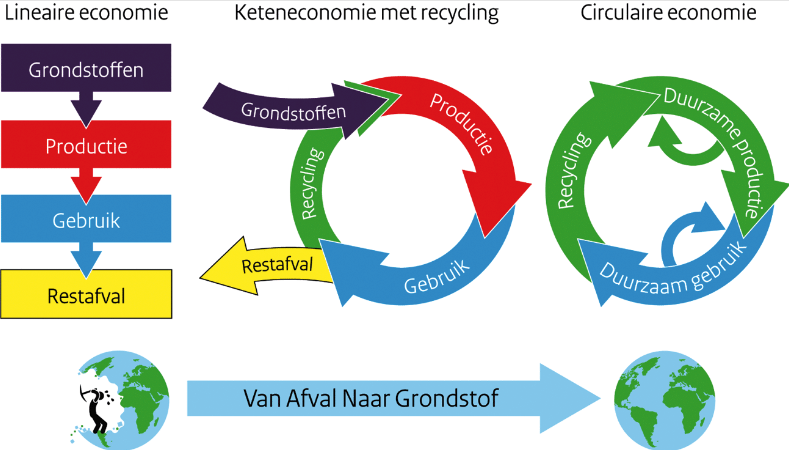 Lineaire economie
Grondstoffen
Productie
Gebruik
Restafval
Keteneconomie met recycling
Grondstoffen
Productie
Recycling
Gebruik
Restafval
Circulaire economie
Duurzame productie
Recycling
Duurzaam gebruik
Van Afval Naar Grondstof